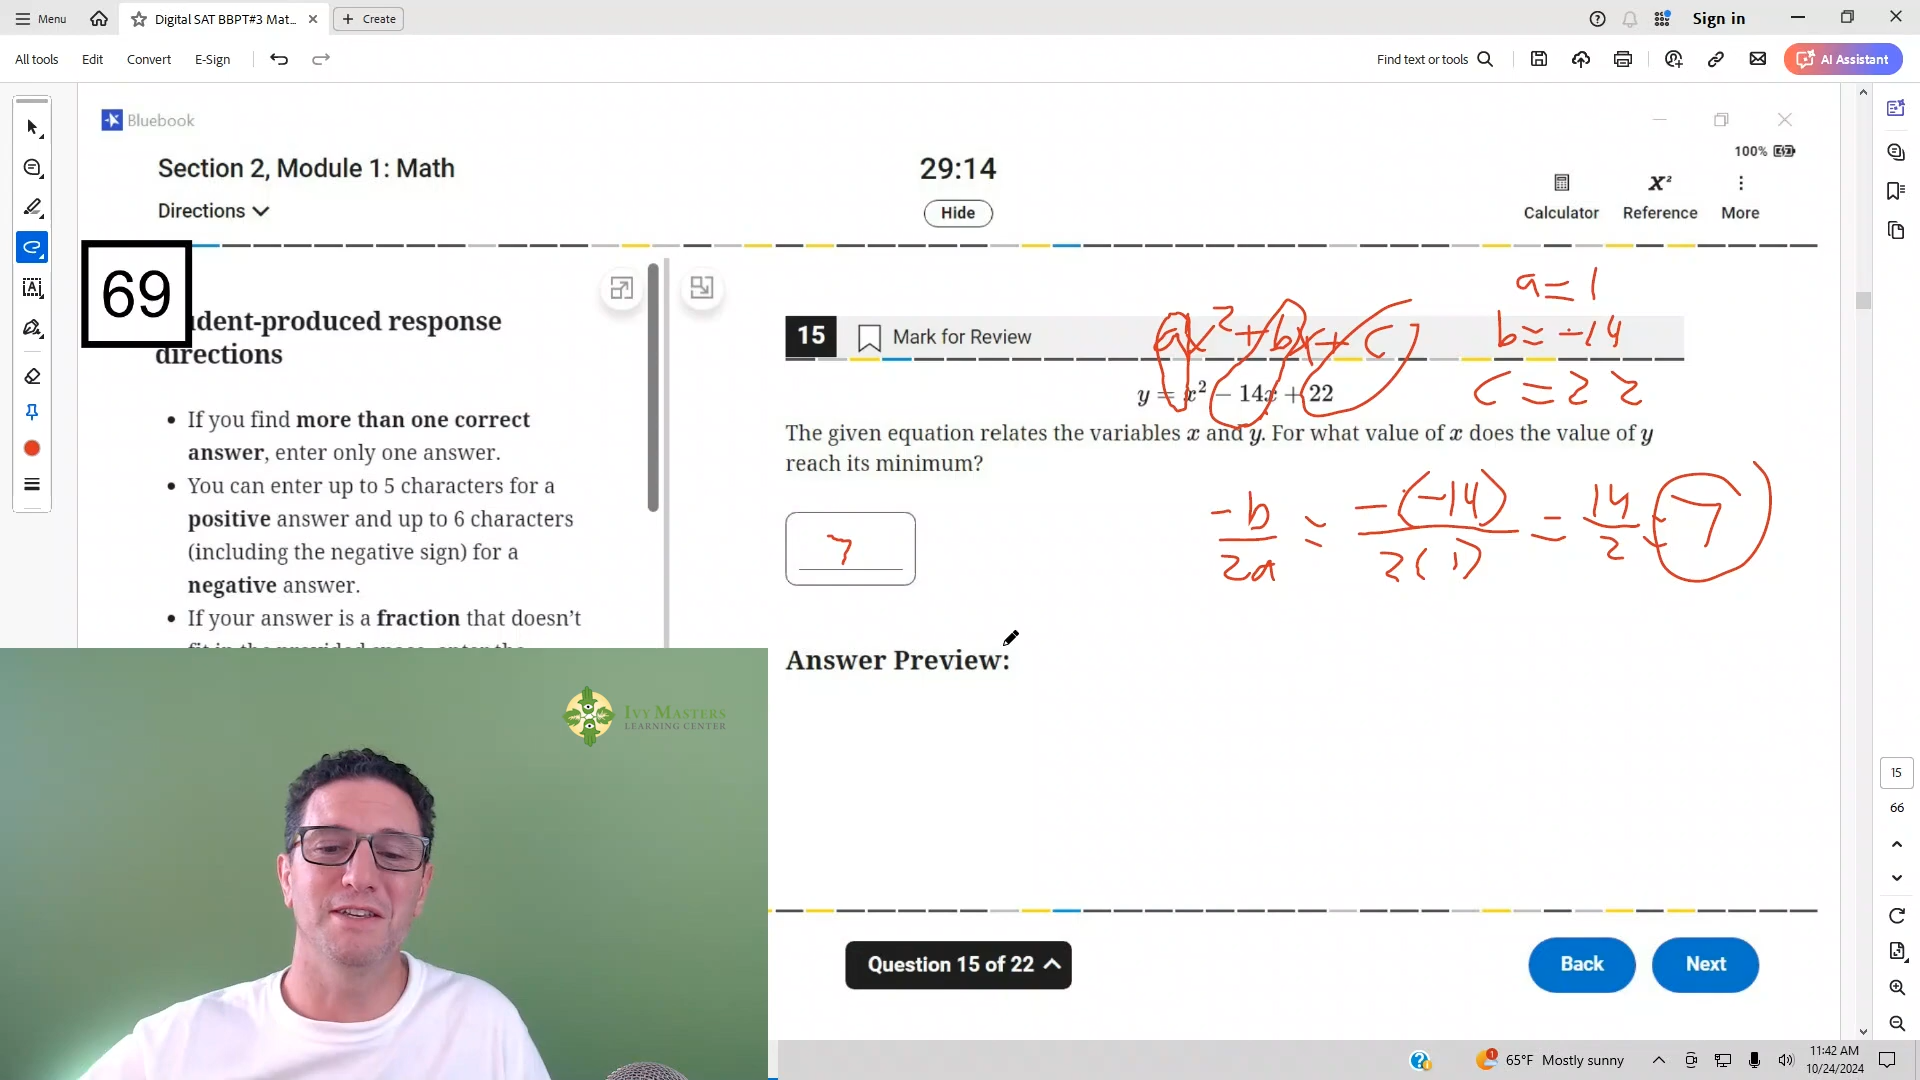 Menu
Digital SAT BBPT#3 Mat...
Create
Sign in
All tools
Edit
Convert
E-Sign
Find text or tools
AI Assistant
Bluebook
Section 2, Module 1: Math
29:14
100%
Directions
Hide
Calculator
Reference
More
69
udent-produced response
directions
If you find more than one correct
answer, enter only one answer.
You can enter up to 5 characters for a
positive answer and up to 6 characters
(including the negative sign) for a
negative answer.
If your answer is a fraction that doesn't
15
Mark for Review
ax² + bx + c
a = 1
b = -14
c = 22
y = x² − 14x + 22
The given equation relates the variables x and y. For what value of x does the value of y
reach its minimum?
-b/2a = -(-14)/2(1) = 14/2 = 7
7
Answer Preview:
IVY MASTERS
LEARNING CENTER
Question 15 of 22
Back
Next
15
66
1
65°F Mostly sunny
11:42 AM
10/24/2024